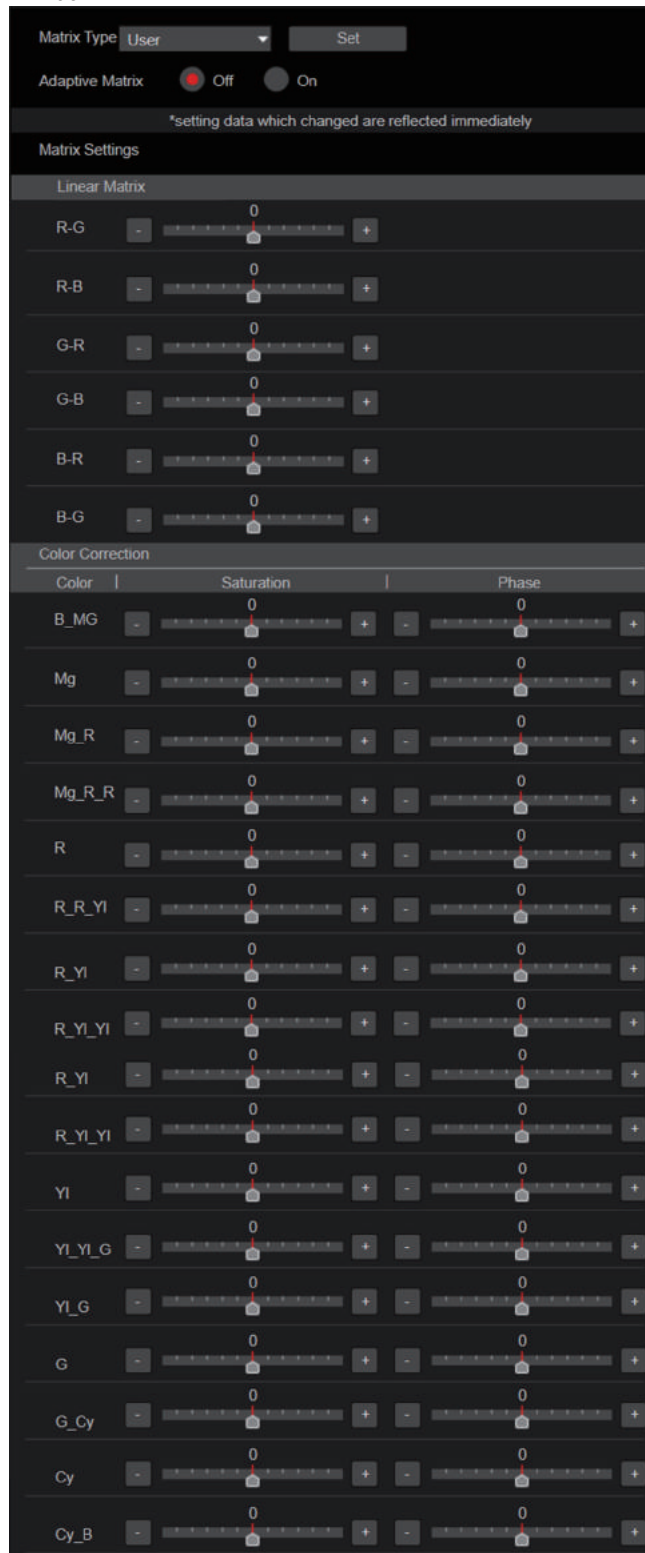 Matrix Type User Set
Adaptive Matrix Off On
*setting data which changed are reflected immediately
Matrix Settings
Linear Matrix
0
R-G - +
0
R-B - +
0
G-R - +
0
G-B - +
0
B-R - +
0
B-G - +
Color Correction
Color | Saturation | Phase
0 0
B_MG - + - +
0 0
Mg - + - +
0 0
Mg_R - + - +
0 0
Mg_R_R - + - +
0 0
R - + - +
0 0
R_R_Yl - + - +
0 0
R_Yl - + - +
0 0
R_Yl_Yl - + - +
0 0
R_Yl - + - +
0 0
R_Yl_Yl - + - +
0 0
Yl - + - +
0 0
Yl_Yl_G - + - +
0 0
Yl_G - + - +
0 0
G - + - +
0 0
G_Cy - + - +
0 0
Cy - + - +
0 0
Cy_B - + - +